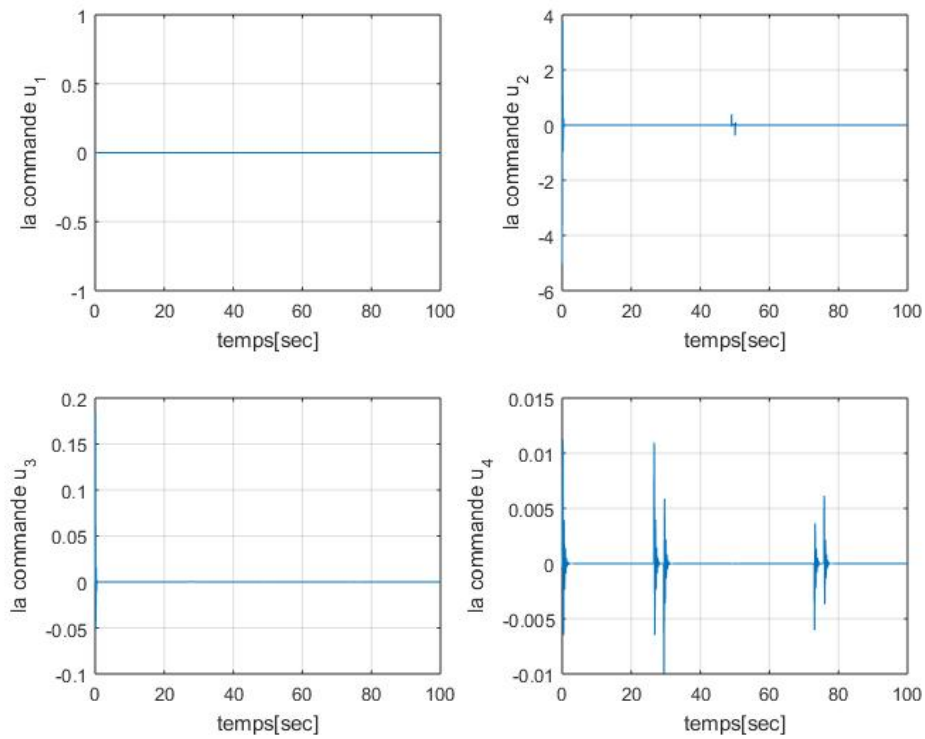 1
0.5
0
-0.5
-1
la commande u1
0 20 40 60 80 100
temps[sec]
4
2
0
-2
-4
-6
la commande u2
0 20 40 60 80 100
temps[sec]
0.2
0.15
0.1
0.05
0
-0.05
-0.1
la commande u3
0 20 40 60 80 100
temps[sec]
0.015
0.01
0.005
0
-0.005
-0.01
la commande u4
0 20 40 60 80 100
temps[sec]